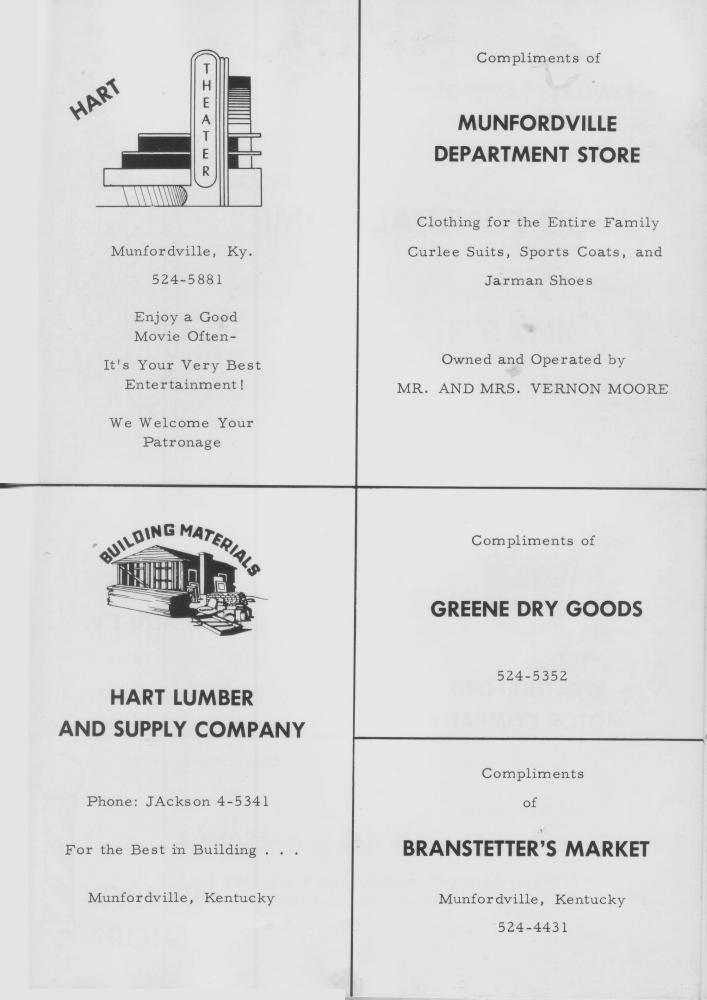 HART
THEATER
Munfordville, Ky.
524-5881
Enjoy a Good
Movie Often-
It's Your Very Best
Entertainment!
We Welcome Your
Patronage
Compliments of
MUNFORDVILLE
DEPARTMENT STORE
Clothing for the Entire Family
Curlee Suits, Sports Coats, and
Jarman Shoes
Owned and Operated by
MR. AND MRS. VERNON MOORE
BUILDING MATERIALS
HART LUMBER
AND SUPPLY COMPANY
Phone: JAckson 4-5341
For the Best in Building . . .
Munfordville, Kentucky
Compliments of
GREENE DRY GOODS
524-5352
Compliments
of
BRANSTETTER'S MARKET
Munfordville, Kentucky
524-4431